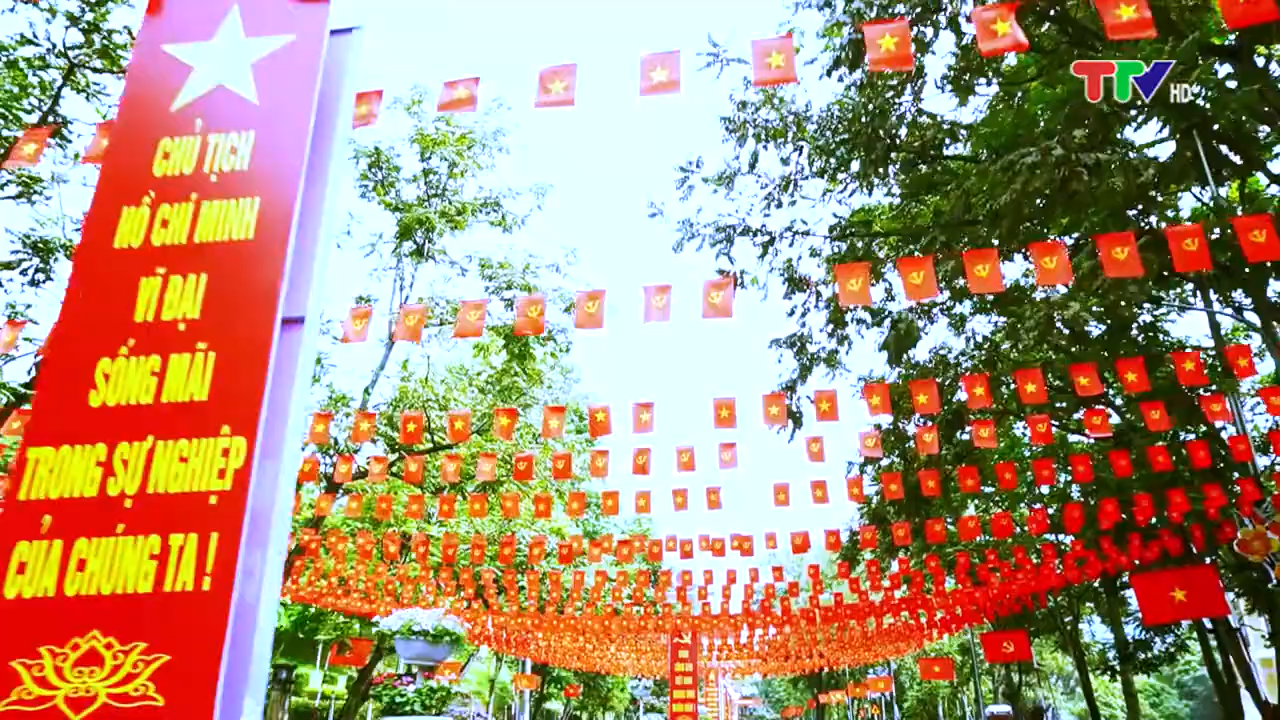 TTV HD
CHỦ TỊCH
HỒ CHÍ MINH
VĨ ĐẠI
SỐNG MÃI
TRONG SỰ NGHIỆP
CỦA CHÚNG TA !